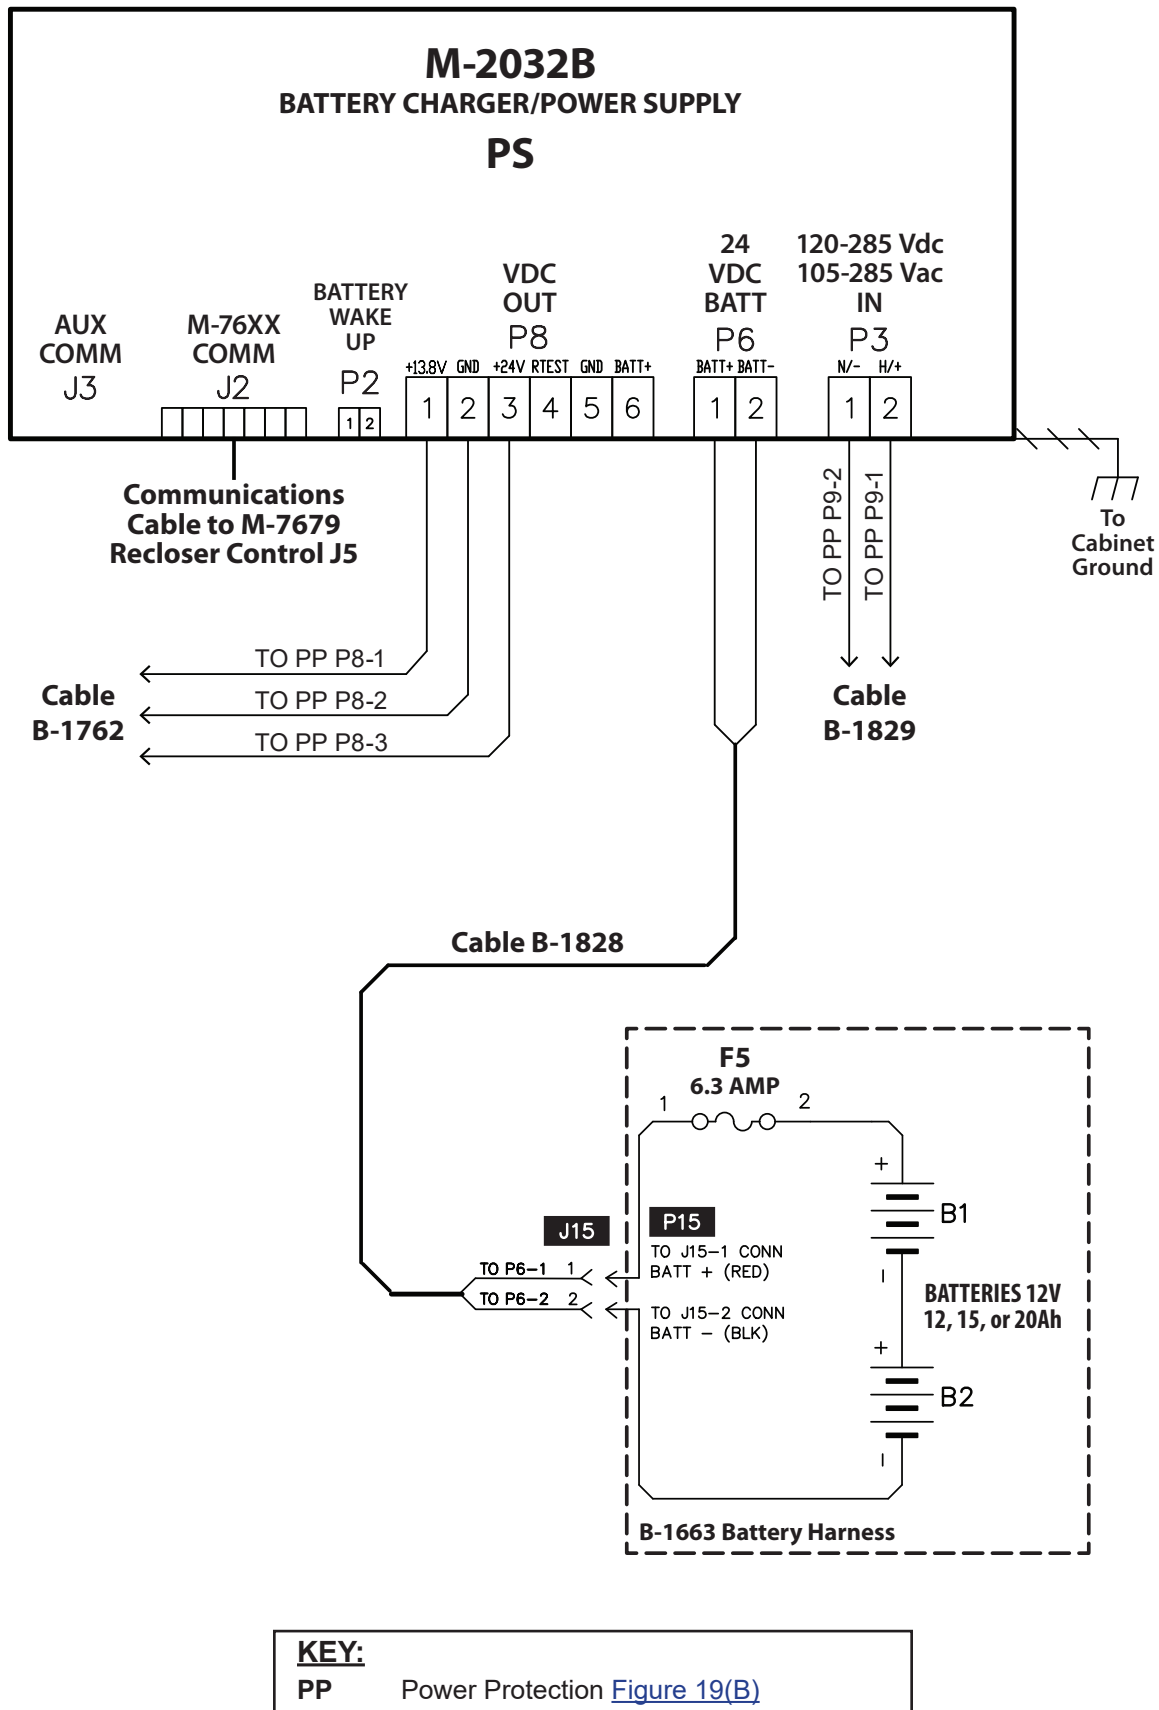 M-2032B
BATTERY CHARGER/POWER SUPPLY
PS
AUX
COMM
J3
M-76XX
COMM
J2
BATTERY
WAKE
UP
P2
1 2
VDC
OUT
P8
+13.8V GND +24V RTEST GND BATT+
1 2 3 4 5 6
24
VDC
BATT
P6
BATT+ BATT-
1 2
120-285 Vdc
105-285 Vac
IN
P3
N/- H/+
1 2
Communications
Cable to M-7679
Recloser Control J5
TO PP P9-2
TO PP P9-1
To
Cabinet
Ground
TO PP P8-1
TO PP P8-2
TO PP P8-3
Cable
B-1762
Cable
B-1829
Cable B-1828
F5
6.3 AMP
1 2
+
B1
–
J15
P15
TO J15-1 CONN
BATT + (RED)
TO P6-1 1
TO P6-2 2
TO J15-2 CONN
BATT – (BLK)
BATTERIES 12V
12, 15, or 20Ah
+
B2
–
B-1663 Battery Harness
KEY:
PP Power Protection Figure 19(B)